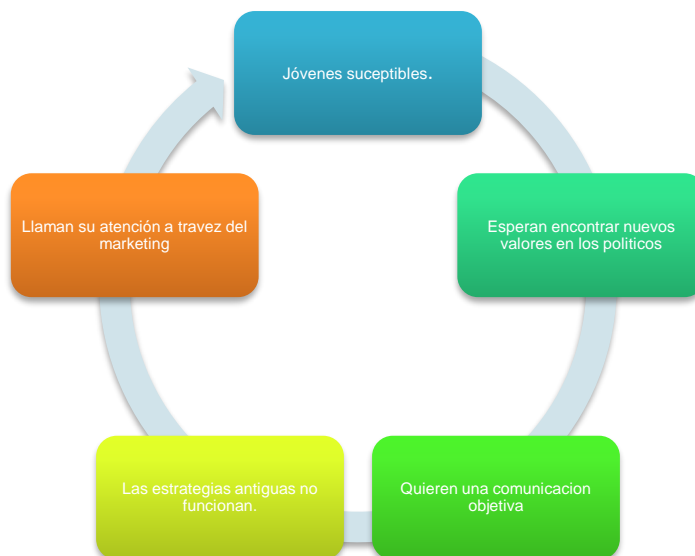 Jóvenes suceptibles.
Esperan encontrar nuevos
valores en los politicos
Quieren una comunicacion
objetiva
Las estrategias antiguas no
funcionan.
Llaman su atención a travez del
marketing